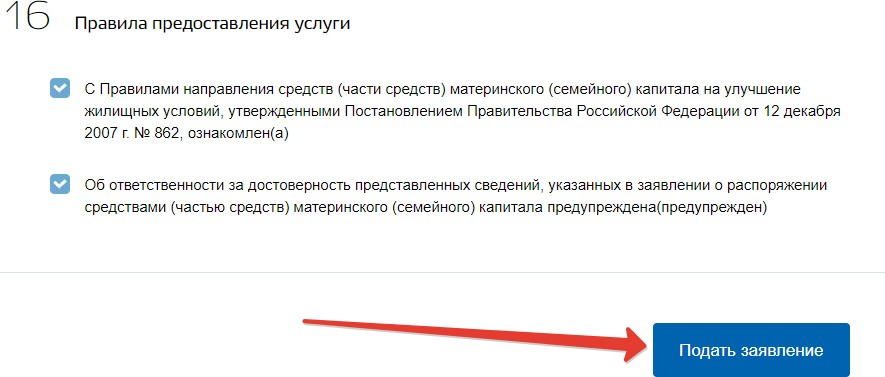 16 Правила предоставления услуги
С Правилами направления средств (части средств) материнского (семейного) капитала на улучшение
жилищных условий, утвержденными Постановлением Правительства Российской Федерации от 12 декабря
2007 г. № 862, ознакомлен(а)
Об ответственности за достоверность представленных сведений, указанных в заявлении о распоряжении
средствами (частью средств) материнского (семейного) капитала предупреждена(предупрежден)
Подать заявление